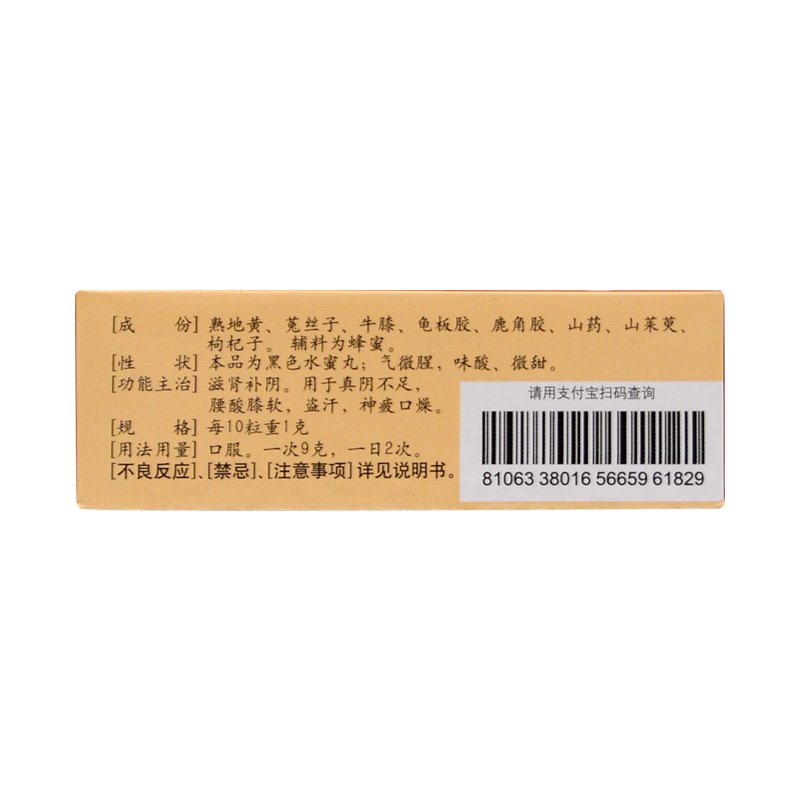 [成 份] 熟地黄、菟丝子、牛膝、龟板胶、鹿角胶、山药、山茱萸、
枸杞子。 辅料为蜂蜜。
[性 状] 本品为黑色水蜜丸；气微腥，味酸、微甜。
[功能主治] 滋肾补阴。用于真阴不足，
腰酸膝软，盗汗，神疲口燥。
[规 格] 每10粒重1克
[用法用量] 口服。一次9克，一日2次。
[不良反应]、[禁忌]、[注意事项]详见说明书。
请用支付宝扫码查询
81063 38016 56659 61829